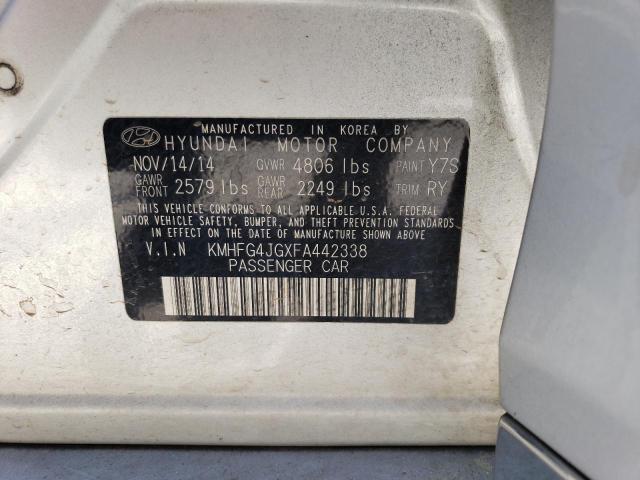 MANUFACTURED IN KOREA BY
HYUNDAI MOTOR COMPANY
NOV/14/14 GVWR 4806 lbs PAINT Y7S
GAWR FRONT 2579 lbs GAWR REAR 2249 lbs TRIM RY
THIS VEHICLE CONFORMS TO ALL APPLICABLE U.S.A. FEDERAL
MOTOR VEHICLE SAFETY, BUMPER, AND THEFT PREVENTION STANDARDS
IN EFFECT ON THE DATE OF MANUFACTURE SHOWN ABOVE.
V.I.N KMHFG4JGXFA442338
PASSENGER CAR